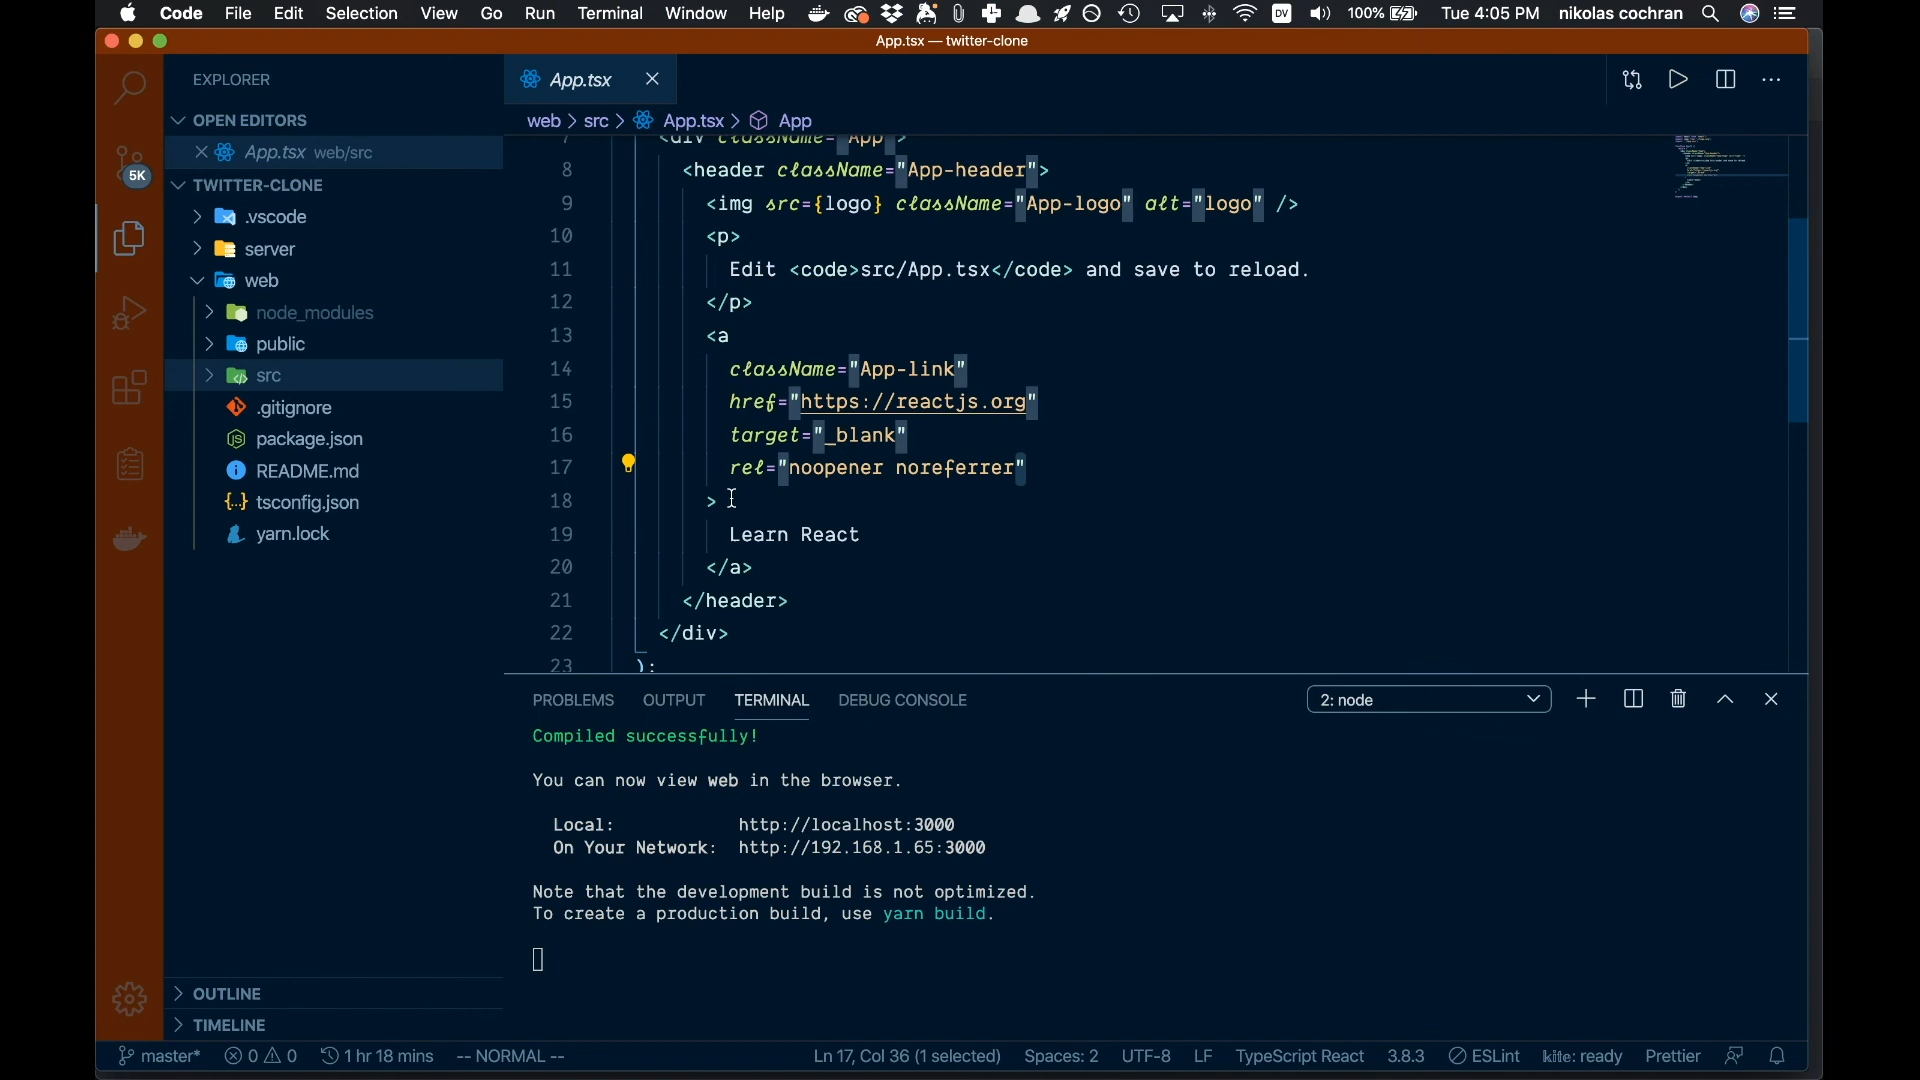 Code File Edit Selection View Go Run Terminal Window Help DV 100% Tue 4:05 PM nikolas cochran
App.tsx — twitter-clone
EXPLORER
OPEN EDITORS
App.tsx web/src
5K
TWITTER-CLONE
.vscode
server
web
node_modules
public
src
.gitignore
package.json
README.md
tsconfig.json
yarn.lock
OUTLINE
TIMELINE
App.tsx
web > src > App.tsx > App
7 <div className="App">
8 <header className="App-header">
9 <img src={logo} className="App-logo" alt="logo" />
10 <p>
11 Edit <code>src/App.tsx</code> and save to reload.
12 </p>
13 <a
14 className="App-link"
15 href="https://reactjs.org"
16 target="_blank"
17 rel="noopener noreferrer"
18 >
19 Learn React
20 </a>
21 </header>
22 </div>
23 );
PROBLEMS OUTPUT TERMINAL DEBUG CONSOLE 2: node
Compiled successfully!
You can now view web in the browser.
Local: http://localhost:3000
On Your Network: http://192.168.1.65:3000
Note that the development build is not optimized.
To create a production build, use yarn build.
master* 0 0 1 hr 18 mins -- NORMAL -- Ln 17, Col 36 (1 selected) Spaces: 2 UTF-8 LF TypeScript React 3.8.3 ESLint kite: ready Prettier